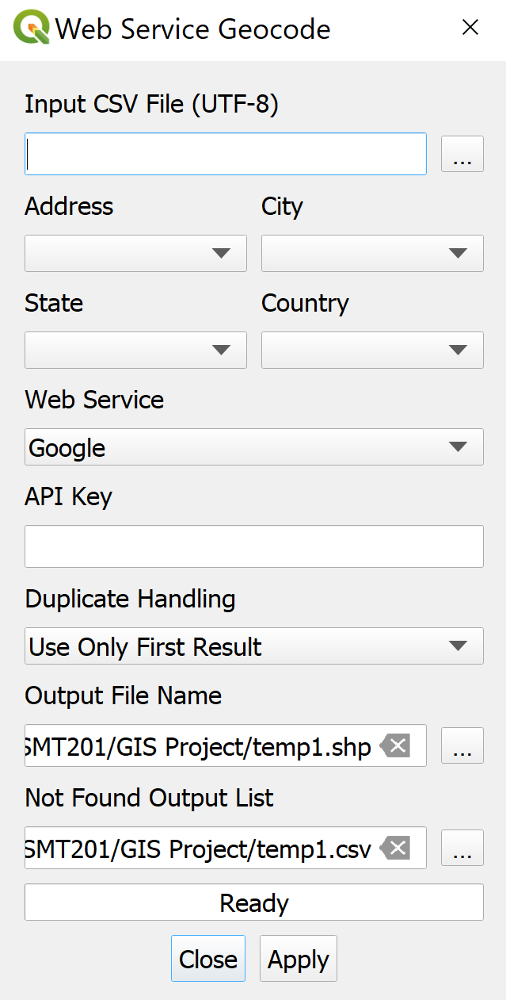 Web Service Geocode
Input CSV File (UTF-8)
...
Address City
State Country
Web Service
Google
API Key
Duplicate Handling
Use Only First Result
Output File Name
SMT201/GIS Project/temp1.shp ...
Not Found Output List
SMT201/GIS Project/temp1.csv ...
Ready
Close Apply